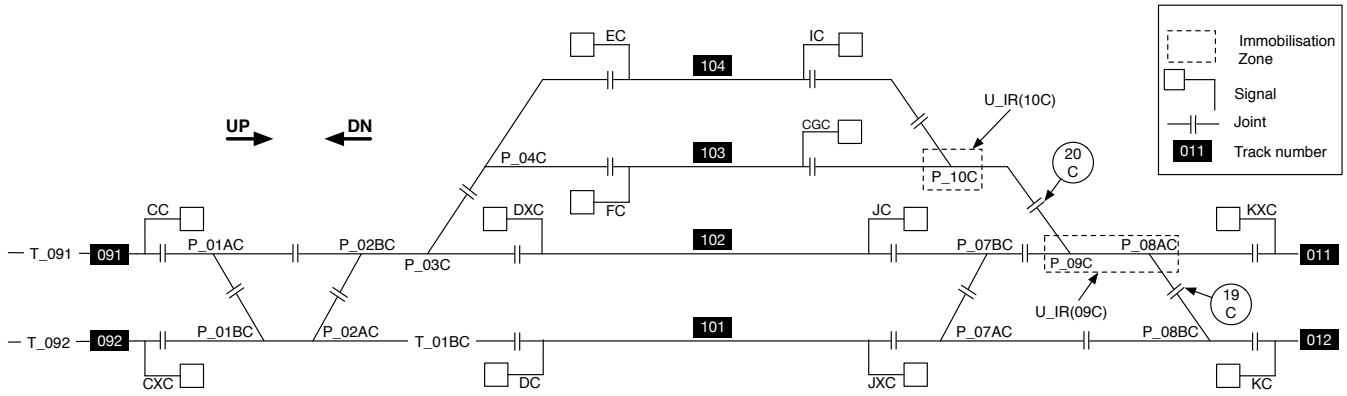 EC
IC
104
U_IR(10C)
UP
DN
CGC
P_04C
103
P_10C
20
C
FC
CC
DXC
JC
KXC
P_01AC
P_02BC
102
P_07BC
P_08AC
T_091
091
P_03C
P_09C
011
U_IR(09C)
19
C
P_01BC
P_02AC
101
P_07AC
P_08BC
T_092
092
T_01BC
012
CXC
DC
JXC
KC
Immobilisation
Zone
Signal
Joint
011
Track number